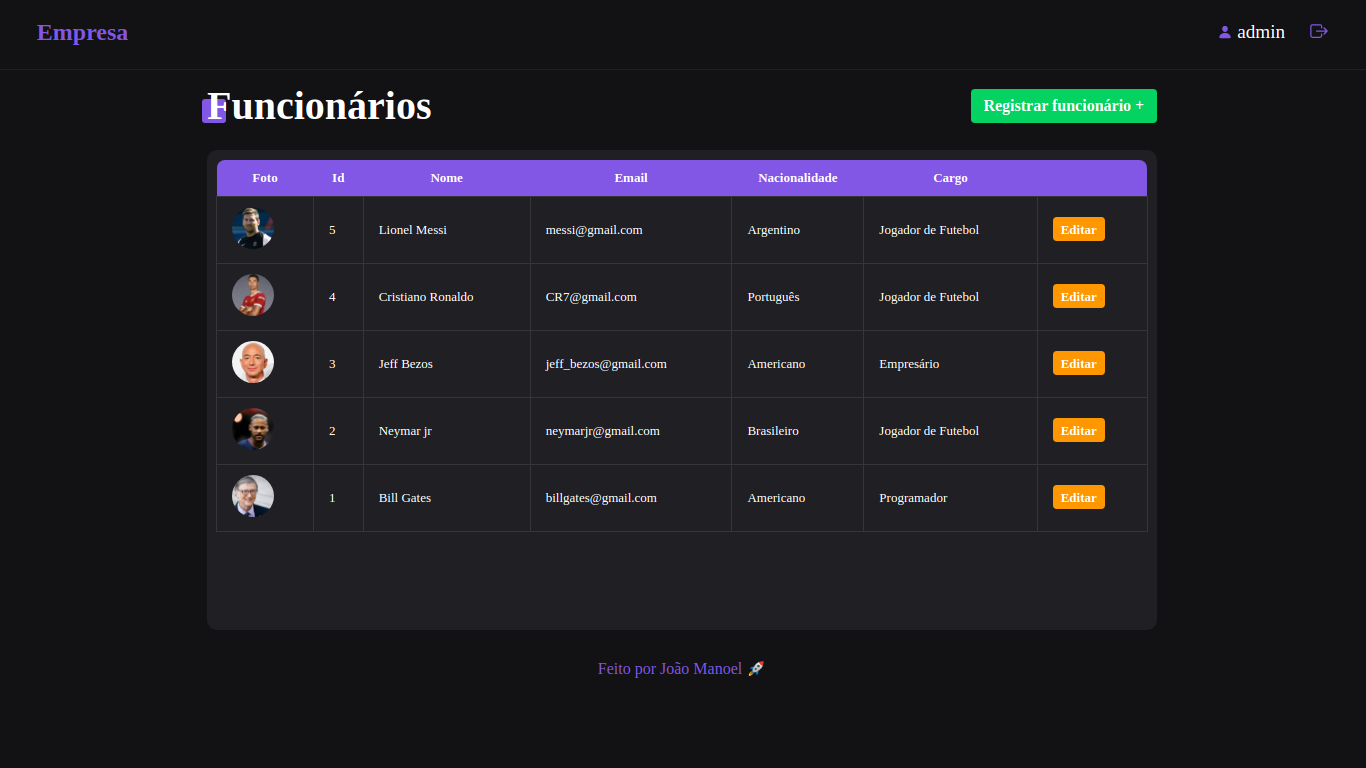 Empresa
admin
Funcionários
Registrar funcionário +
Foto Id Nome Email Nacionalidade Cargo
5 Lionel Messi messi@gmail.com Argentino Jogador de Futebol Editar
4 Cristiano Ronaldo CR7@gmail.com Português Jogador de Futebol Editar
3 Jeff Bezos jeff_bezos@gmail.com Americano Empresário Editar
2 Neymar jr neymarjr@gmail.com Brasileiro Jogador de Futebol Editar
1 Bill Gates billgates@gmail.com Americano Programador Editar
Feito por João Manoel 🚀